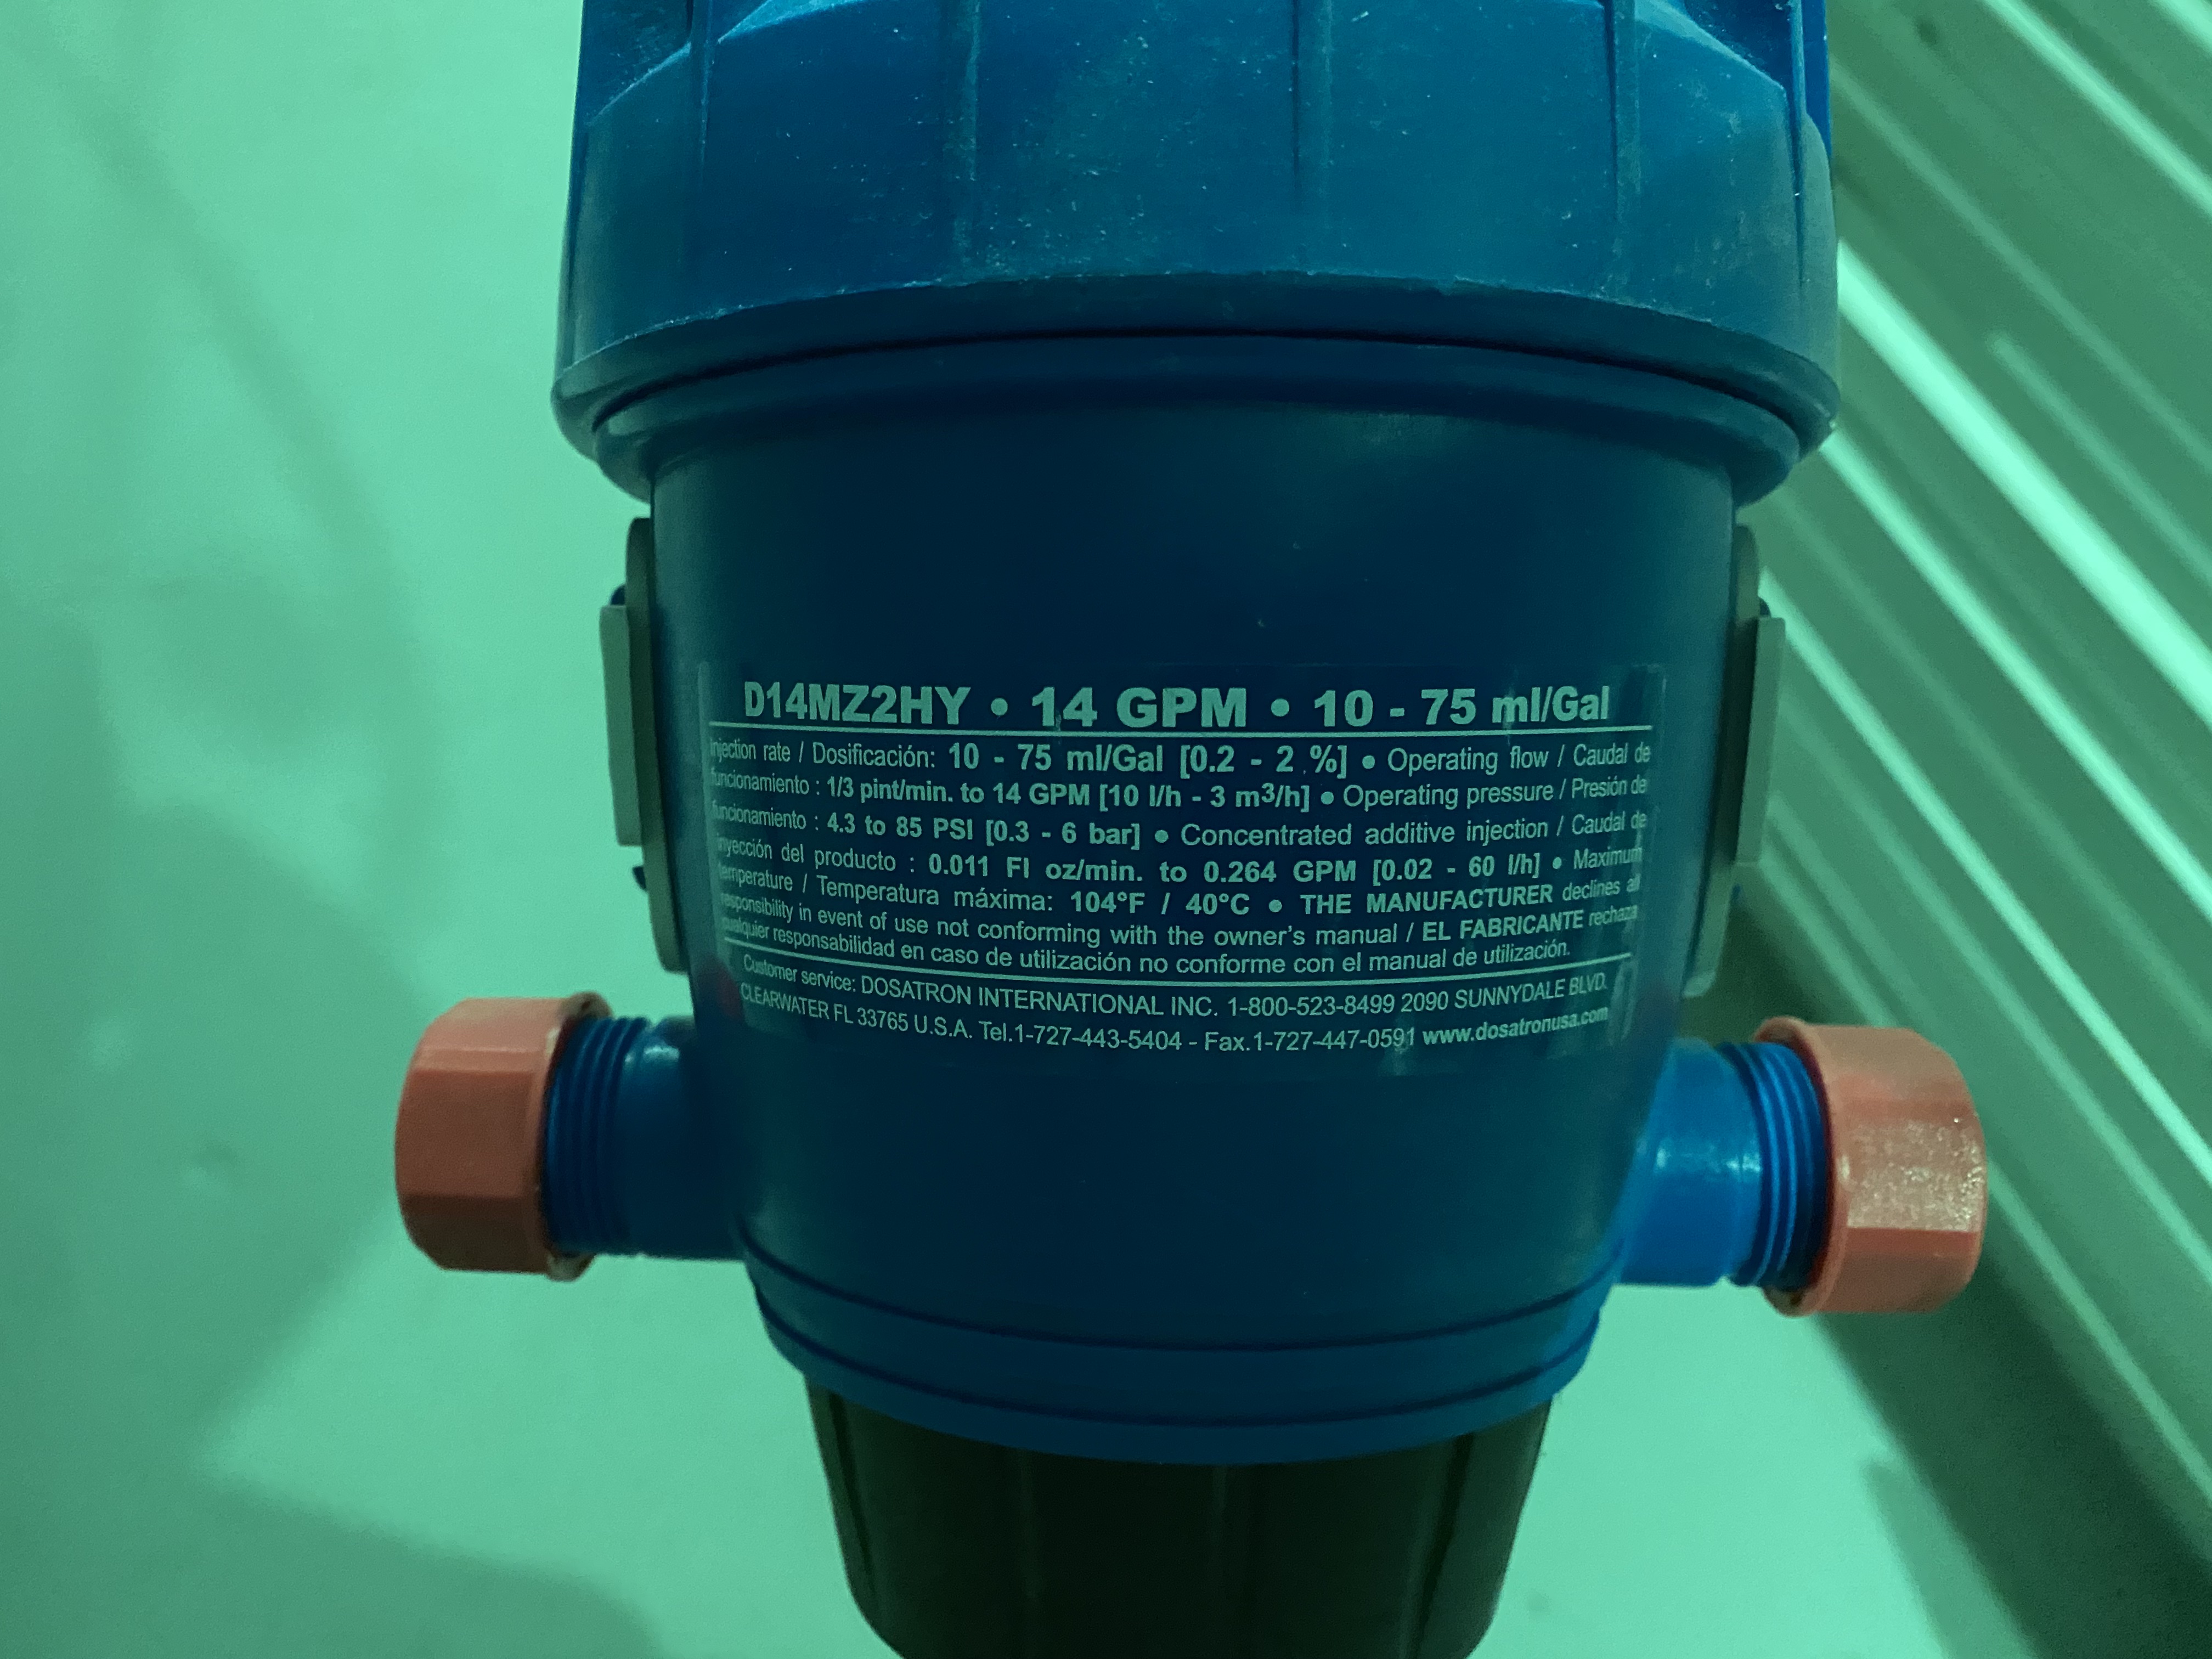 D14MZ2HY • 14 GPM • 10 - 75 ml/Gal
Injection rate / Dosificación: 10 - 75 ml/Gal [0.2 - 2 %] • Operating flow / Caudal de
funcionamiento : 1/3 pint/min. to 14 GPM [10 l/h - 3 m³/h] • Operating pressure / Presión de
funcionamiento : 4.3 to 85 PSI [0.3 - 6 bar] • Concentrated additive injection / Caudal de
inyección del producto : 0.011 Fl oz/min. to 0.264 GPM [0.02 - 60 l/h] • Maximum
temperature / Temperatura máxima: 104°F / 40°C • THE MANUFACTURER declines all
responsibility in event of use not conforming with the owner's manual / EL FABRICANTE rechaza
cualquier responsabilidad en caso de utilización no conforme con el manual de utilización.
Customer service: DOSATRON INTERNATIONAL INC. 1-800-523-8499 2090 SUNNYDALE BLVD.
CLEARWATER FL 33765 U.S.A. Tel.1-727-443-5404 - Fax.1-727-447-0591 www.dosatronusa.com